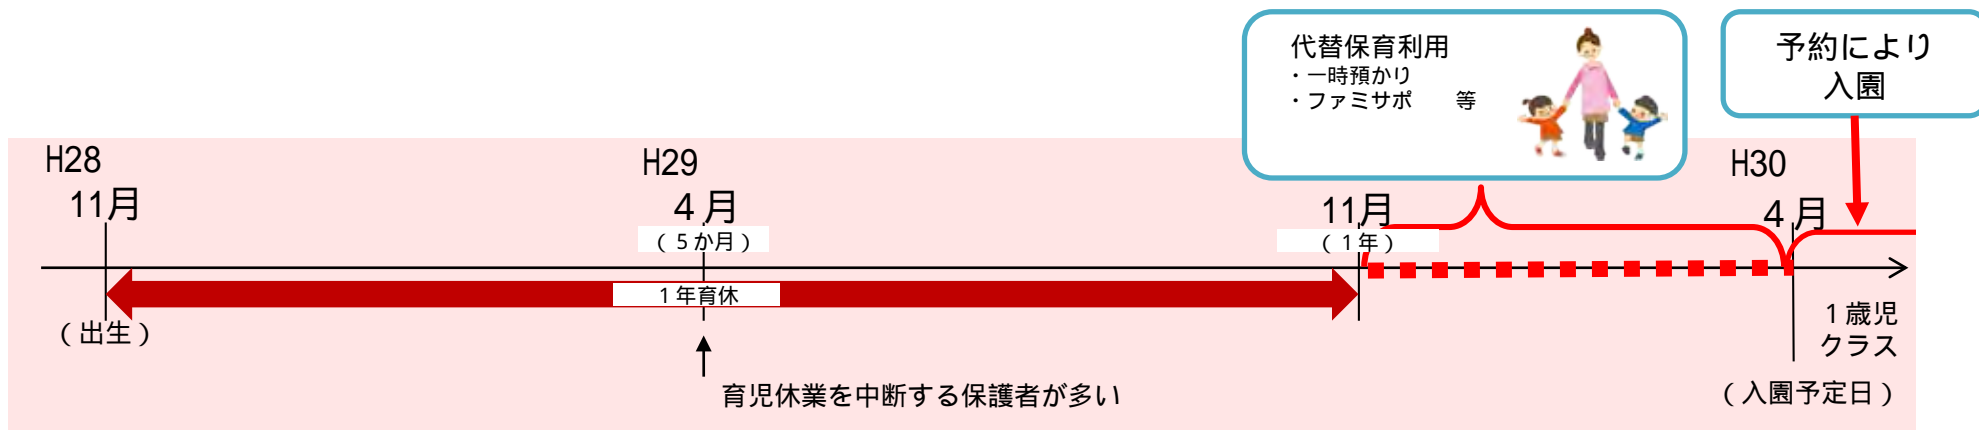 代替保育利用
・一時預かり
・ファミサポ　　等
予約により
入園
H28
11月
H29
４月
（５か月）
11月
（１年）
H30
４月
１年育休
（出生）
育児休業を中断する保護者が多い
１歳児
クラス
（入園予定日）